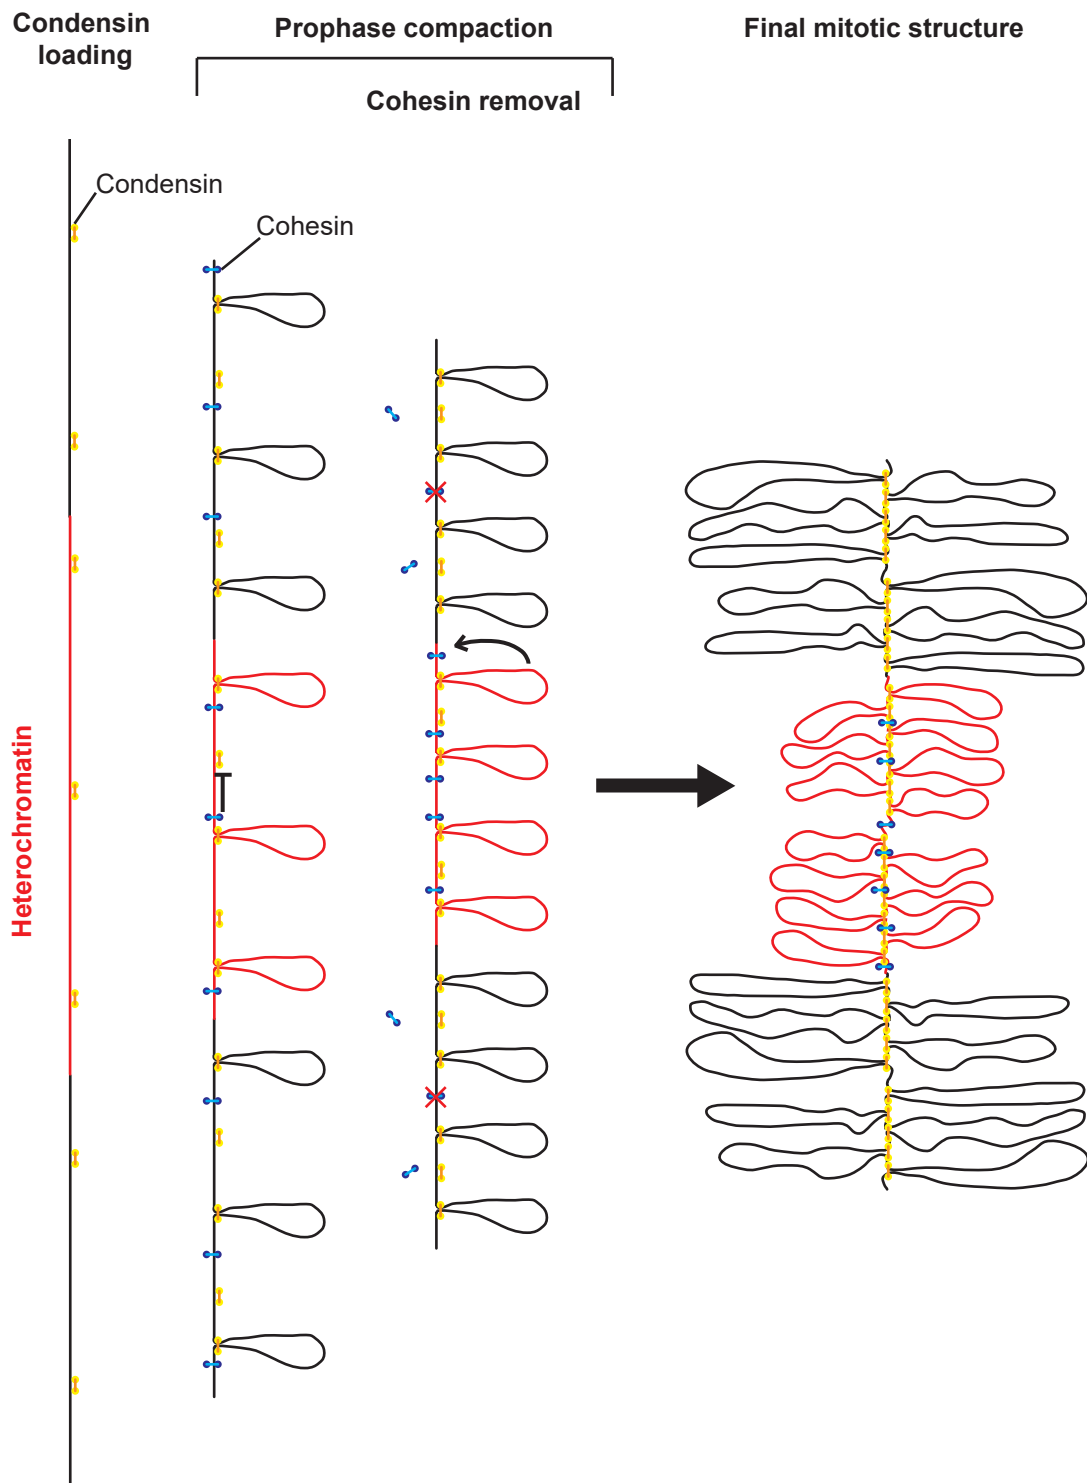 Condensin
loading
Prophase compaction
Final mitotic structure
Cohesin removal
Condensin
Cohesin
Heterochromatin